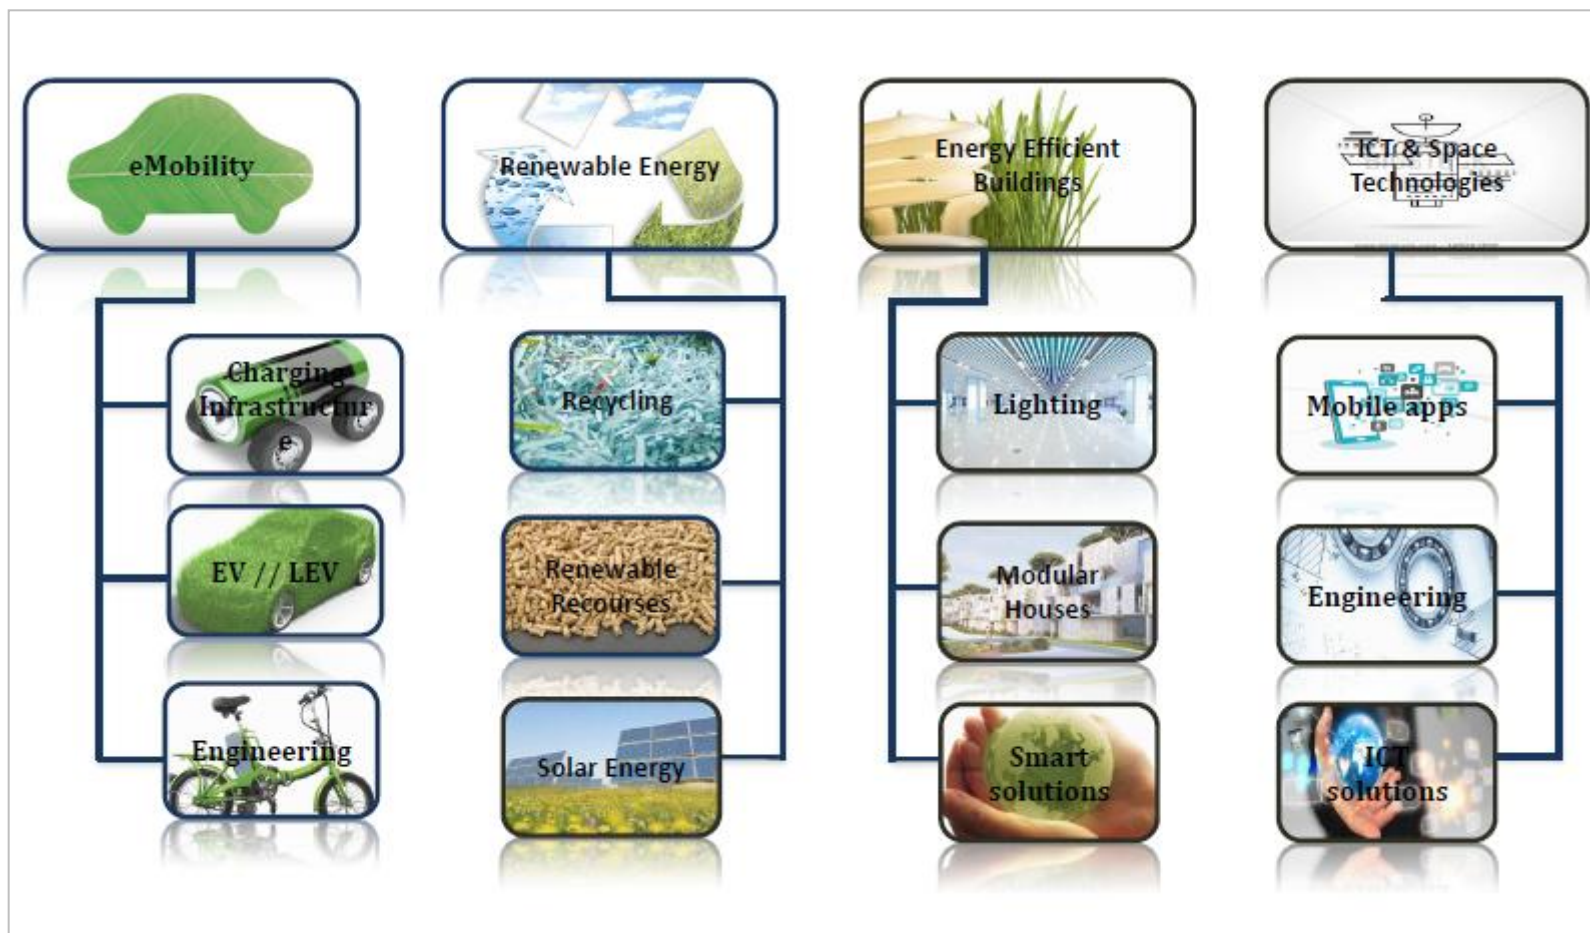 eMobility
Charging
Infrastructur
e
EV // LEV
Engineering
Renewable Energy
Recycling
Renewable
Recourses
Solar Energy
Energy Efficient
Buildings
Lighting
Modular
Houses
Smart
solutions
ICT & Space
Technologies
Mobile apps
Engineering
ICT
solutions